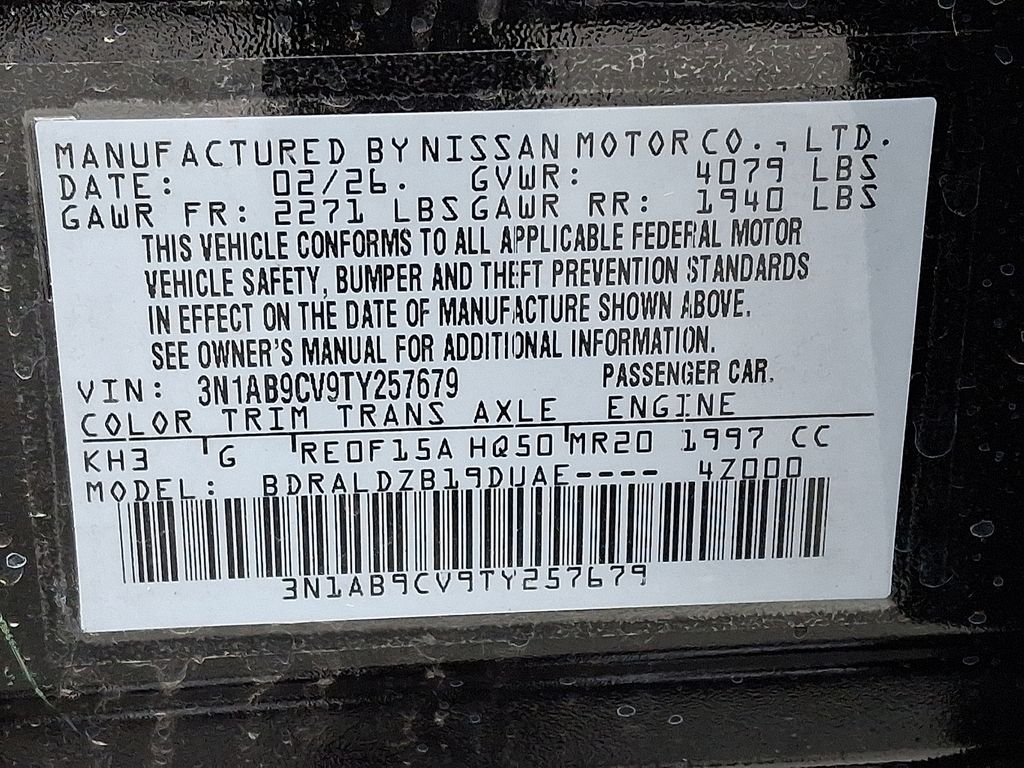 MANUFACTURED BY NISSAN MOTOR CO., LTD.
DATE: 02/26. GVWR: 4079 LBS
GAWR FR: 2271 LBS GAWR RR: 1940 LBS
THIS VEHICLE CONFORMS TO ALL APPLICABLE FEDERAL MOTOR
VEHICLE SAFETY, BUMPER AND THEFT PREVENTION STANDARDS
IN EFFECT ON THE DATE OF MANUFACTURE SHOWN ABOVE.
SEE OWNER'S MANUAL FOR ADDITIONAL INFORMATION.
VIN: 3N1AB9CV9TY257679 PASSENGER CAR.
COLOR TRIM TRANS AXLE ENGINE
KH3 G RE0F15A HQ50 MR20 1997 CC
MODEL: BDRALDZB19DUAE---- 4Z000
3N1AB9CV9TY257679